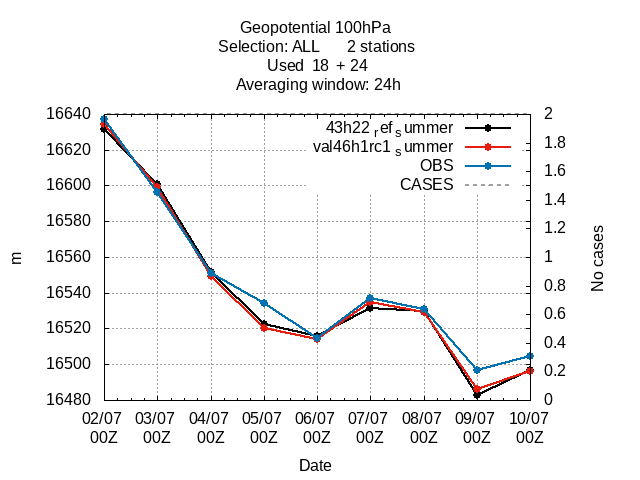 Geopotential 100hPa
Selection: ALL 2 stations
Used 18 + 24
Averaging window: 24h
43h22 ref summer
val46h1rc1 summer
OBS
CASES
16640
16620
16600
16580
16560
16540
16520
16500
16480
m
2
1.8
1.6
1.4
1.2
1
0.8
0.6
0.4
0.2
0
No cases
02/07 03/07 04/07 05/07 06/07 07/07 08/07 09/07 10/07
00Z 00Z 00Z 00Z 00Z 00Z 00Z 00Z 00Z
Date